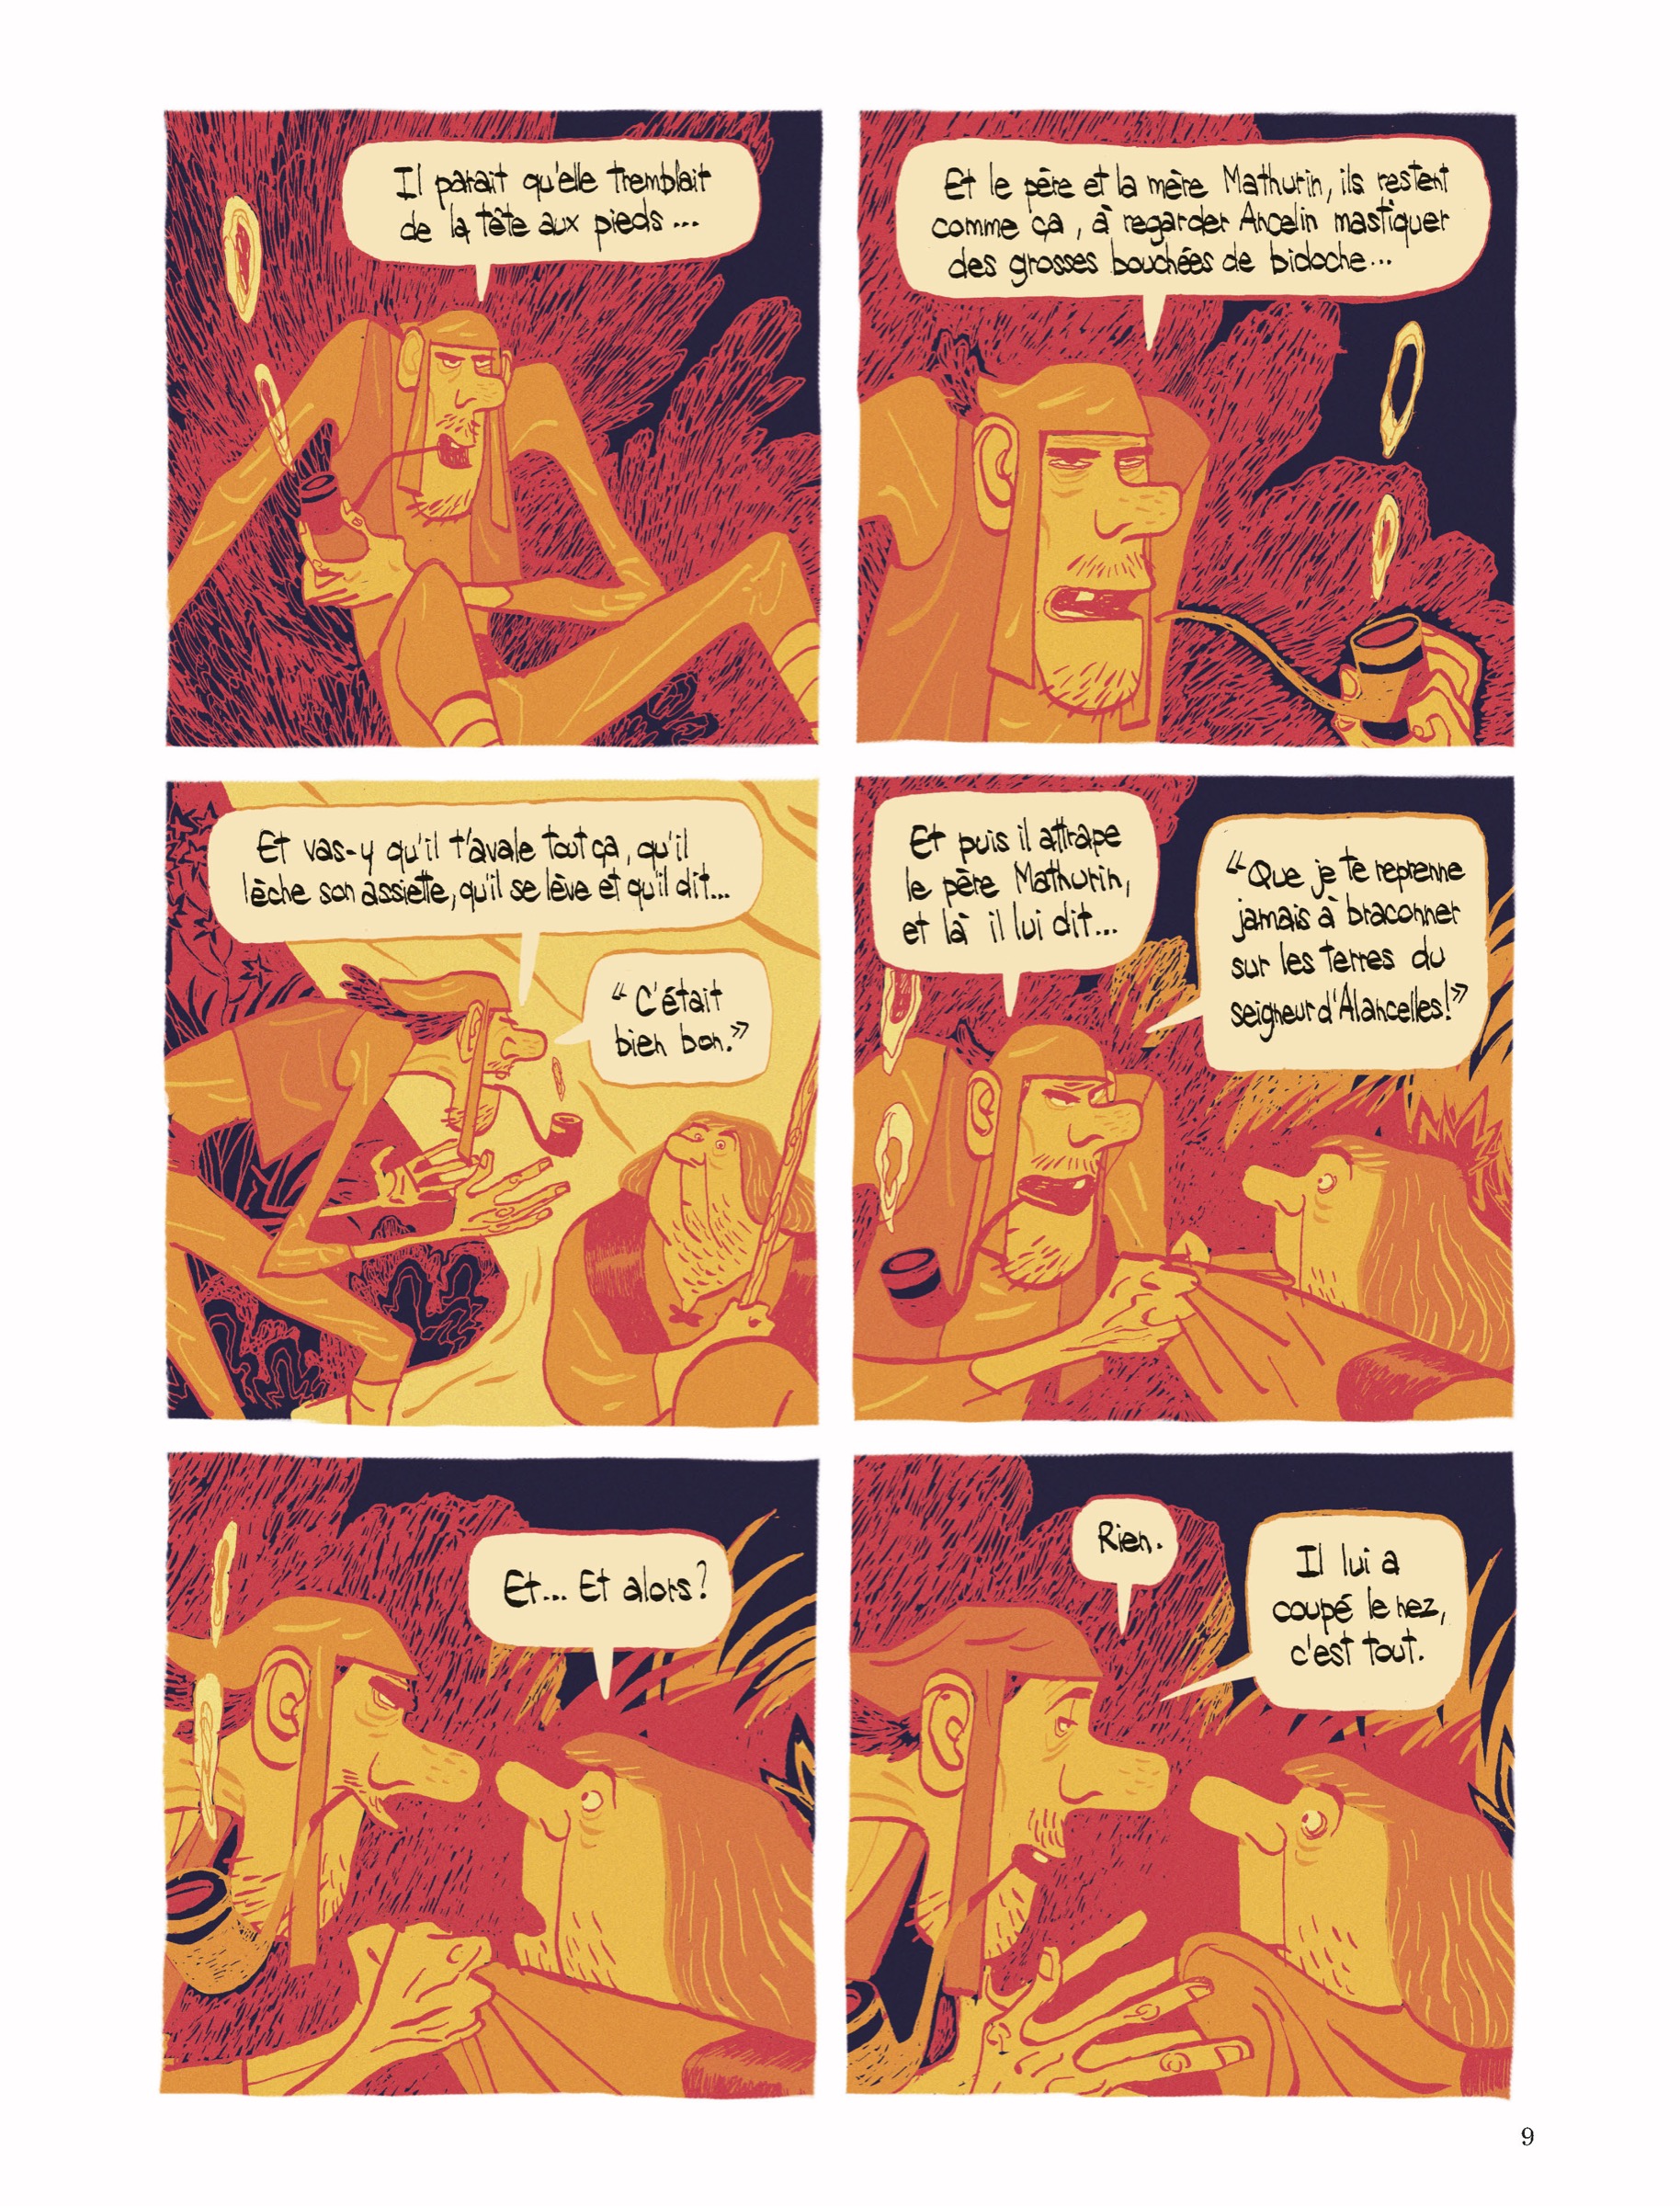 Il parait qu'elle tremblait
de la tête aux pieds...
Et le père et la mère Mathurin, ils restent
comme ça, à regarder Ancelin mastiquer
des grosses bouchées de bidoche...
Et vas-y qu'il t'avale tout ça, qu'il
lèche son assiette, qu'il se lève et qu'il dit...
“C'était
bien bon.”
Et puis il attrape
le père Mathurin,
et là il lui dit...
“Que je te reprenne
jamais à braconner
sur les terres du
seigneur d'Alancelles!”
Et... Et alors?
Rien.
Il lui a
coupé le nez,
c'est tout.
9